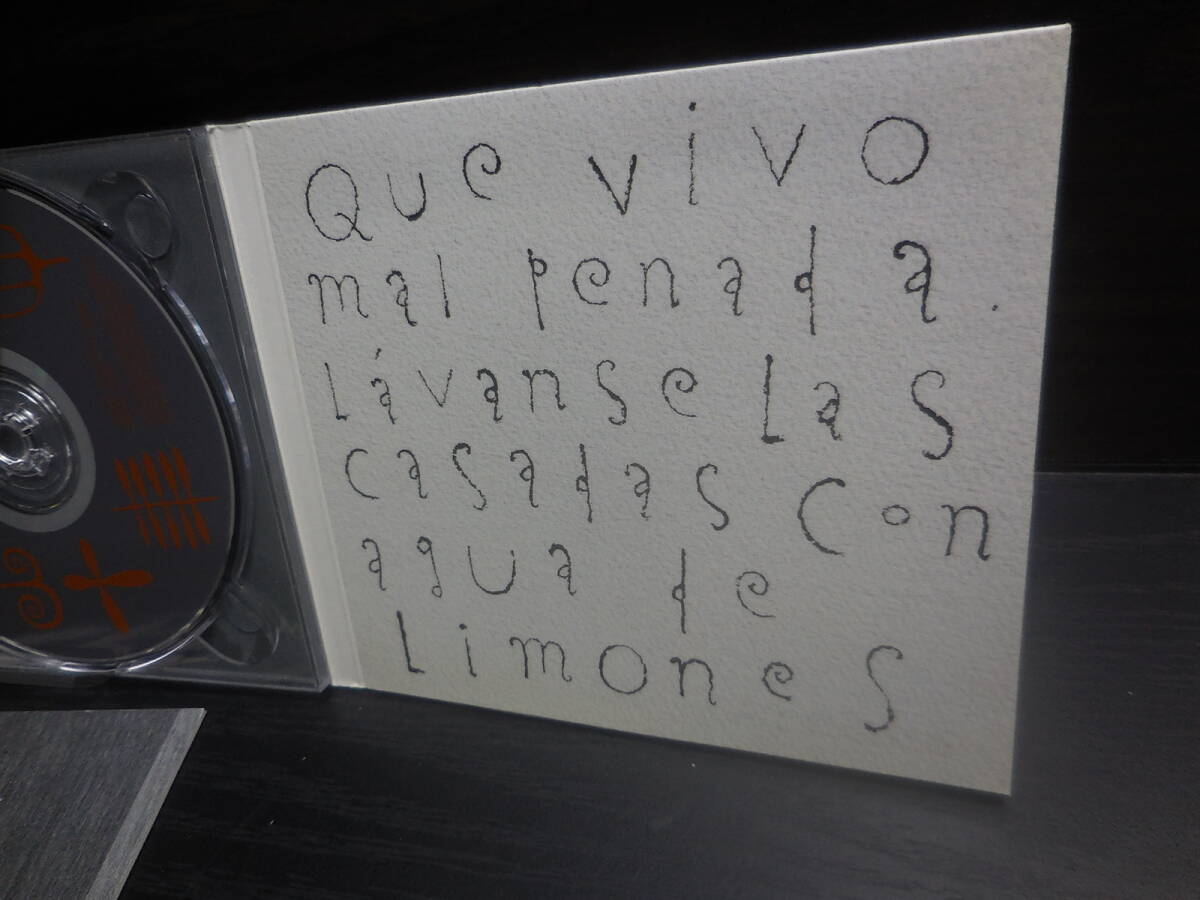 Que vivo
mal penada.
Lávanse las
casadas con
agua de
limones